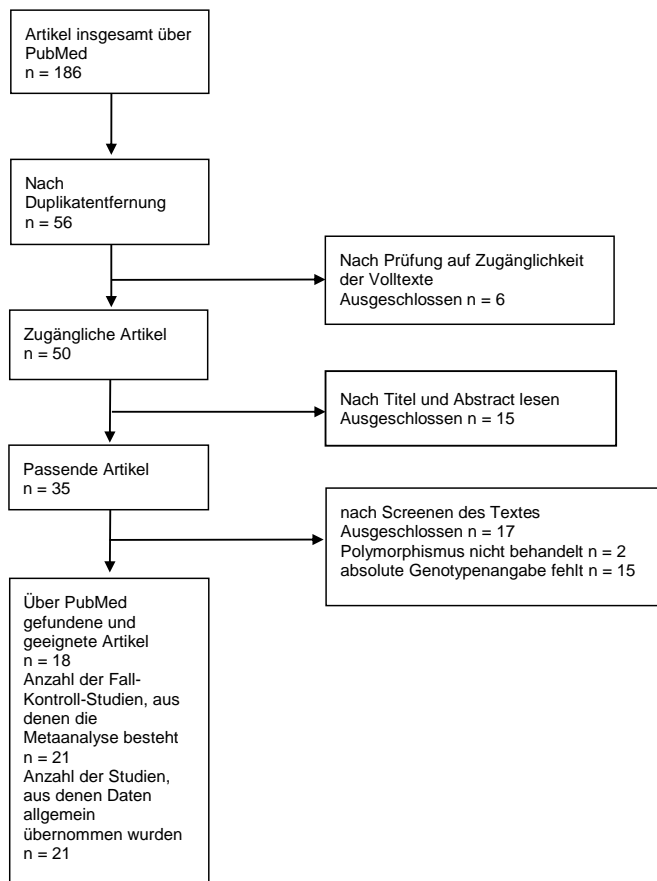 Artikel insgesamt über
PubMed
n = 186
Nach
Duplikatentfernung
n = 56
Nach Prüfung auf Zugänglichkeit
der Volltexte
Ausgeschlossen n = 6
Zugängliche Artikel
n = 50
Nach Titel und Abstract lesen
Ausgeschlossen n = 15
Passende Artikel
n = 35
nach Screenen des Textes
Ausgeschlossen n = 17
Polymorphismus nicht behandelt n = 2
absolute Genotypenangabe fehlt n = 15
Über PubMed
gefundene und
geeignete Artikel
n = 18
Anzahl der Fall-
Kontroll-Studien, aus
denen die
Metaanalyse besteht
n = 21
Anzahl der Studien,
aus denen Daten
allgemein
übernommen wurden
n = 21